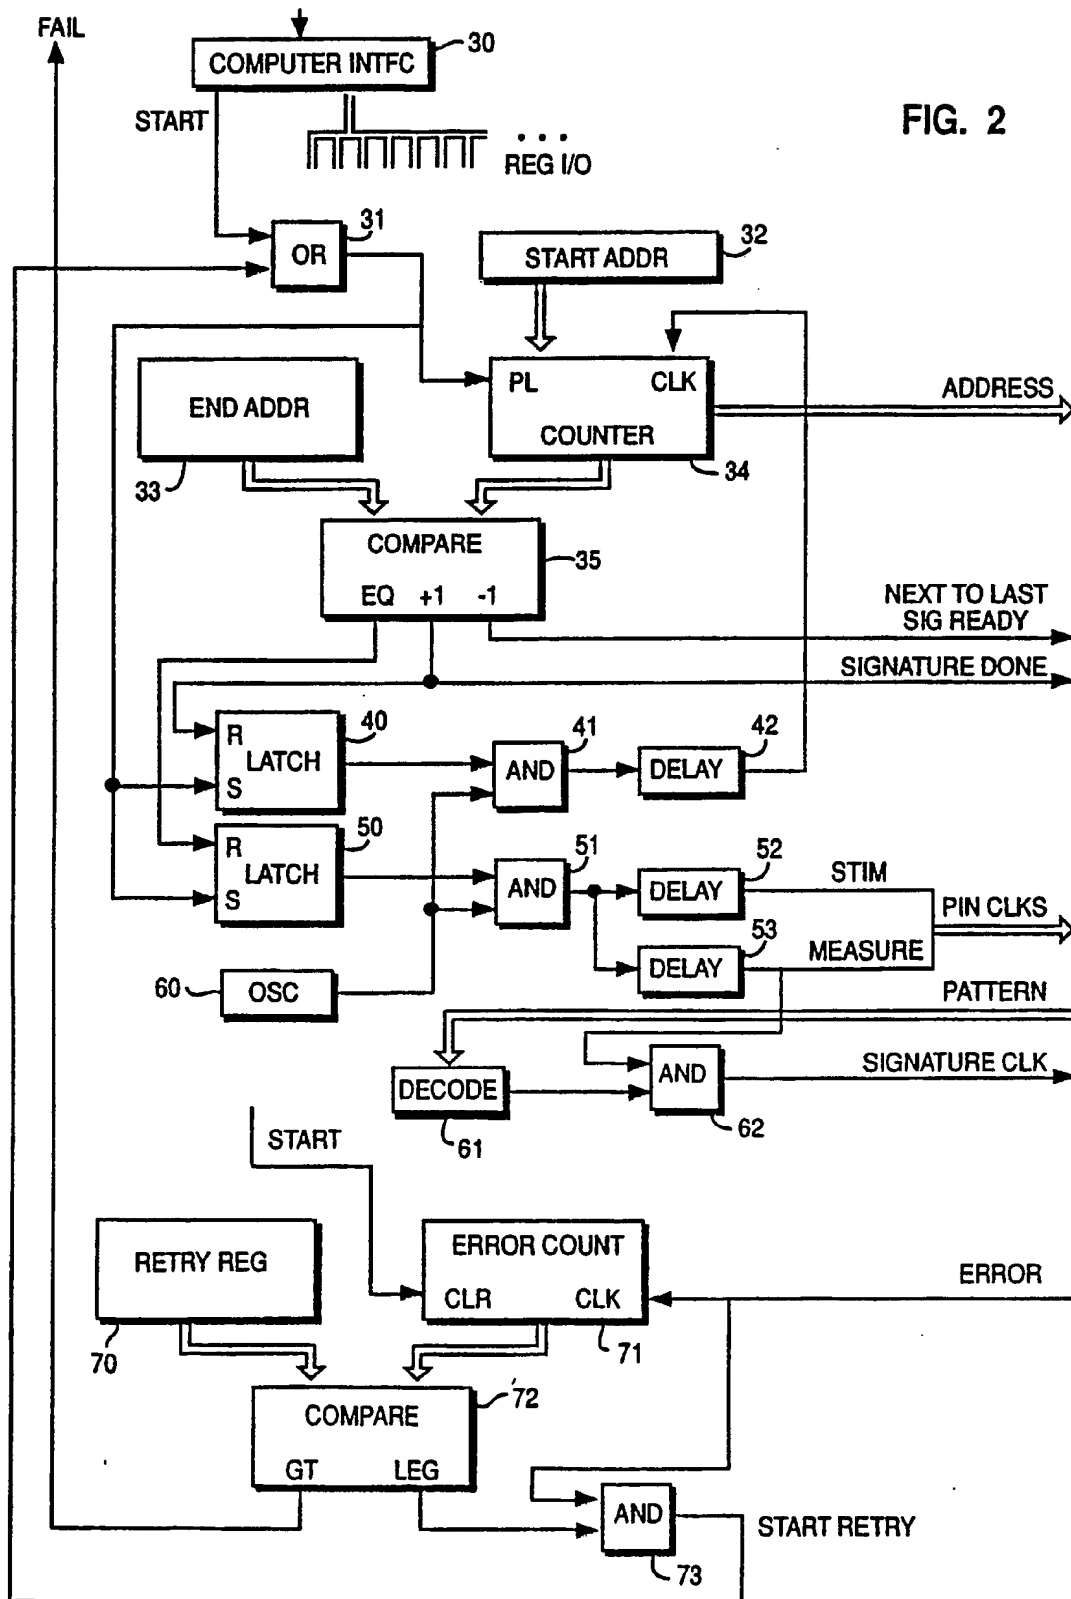 FAIL
COMPUTER INTFC
30
START
FIG. 2
• • •
REG I/O
31
OR
32
START ADDR
END ADDR
33
PL CLK
COUNTER
34
ADDRESS
COMPARE
EQ +1 -1
35
NEXT TO LAST
SIG READY
SIGNATURE DONE
R
LATCH
S
40
AND
41
DELAY
42
R
LATCH
S
50
AND
51
DELAY
52
STIM
PIN CLKS
DELAY
53
MEASURE
60
OSC
PATTERN
DECODE
61
AND
62
SIGNATURE CLK
START
RETRY REG
70
ERROR COUNT
CLR CLK
71
ERROR
COMPARE
GT LEG
72
AND
73
START RETRY